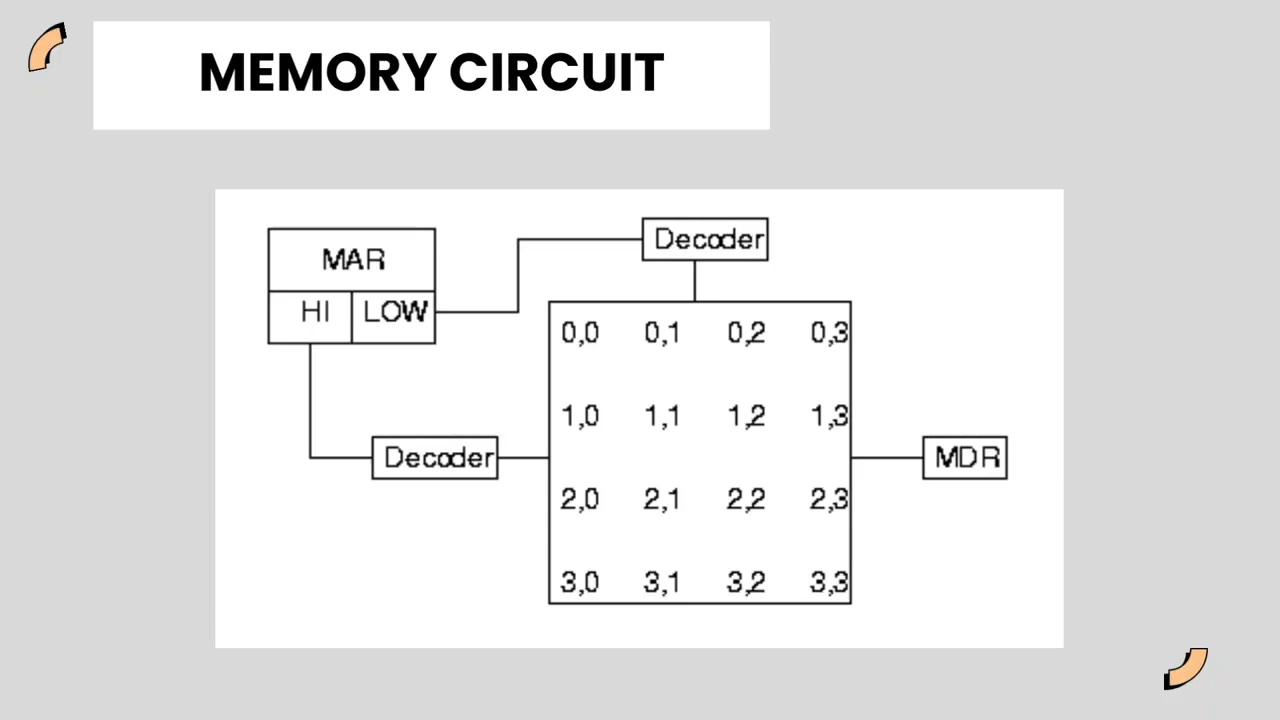 MEMORY CIRCUIT
MAR
HI LOW
Decoder
0,0 0,1 0,2 0,3
1,0 1,1 1,2 1,3
Decoder
MDR
2,0 2,1 2,2 2,3
3,0 3,1 3,2 3,3